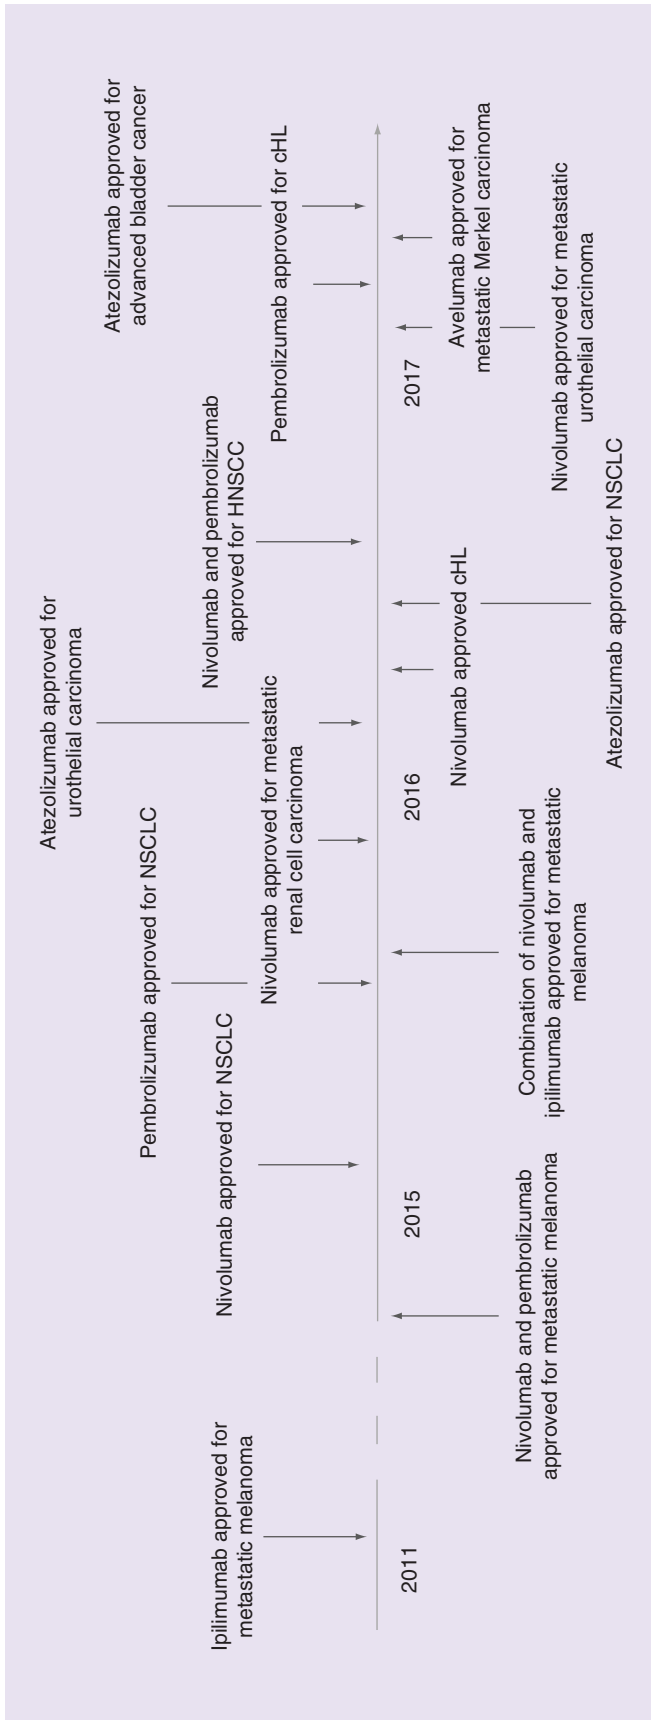 Ipilimumab approved for
metastatic melanoma
2011
Nivolumab and pembrolizumab
approved for metastatic melanoma
2015
Nivolumab approved for NSCLC
Pembrolizumab approved for NSCLC
Combination of nivolumab and
ipilimumab approved for metastatic
melanoma
Nivolumab approved for metastatic
renal cell carcinoma
2016
Atezolizumab approved for
urothelial carcinoma
Nivolumab approved cHL
Atezolizumab approved for NSCLC
Nivolumab and pembrolizumab
approved for HNSCC
2017
Nivolumab approved for metastatic
urothelial carcinoma
Pembrolizumab approved for cHL
Avelumab approved for
metastatic Merkel carcinoma
Atezolizumab approved for
advanced bladder cancer